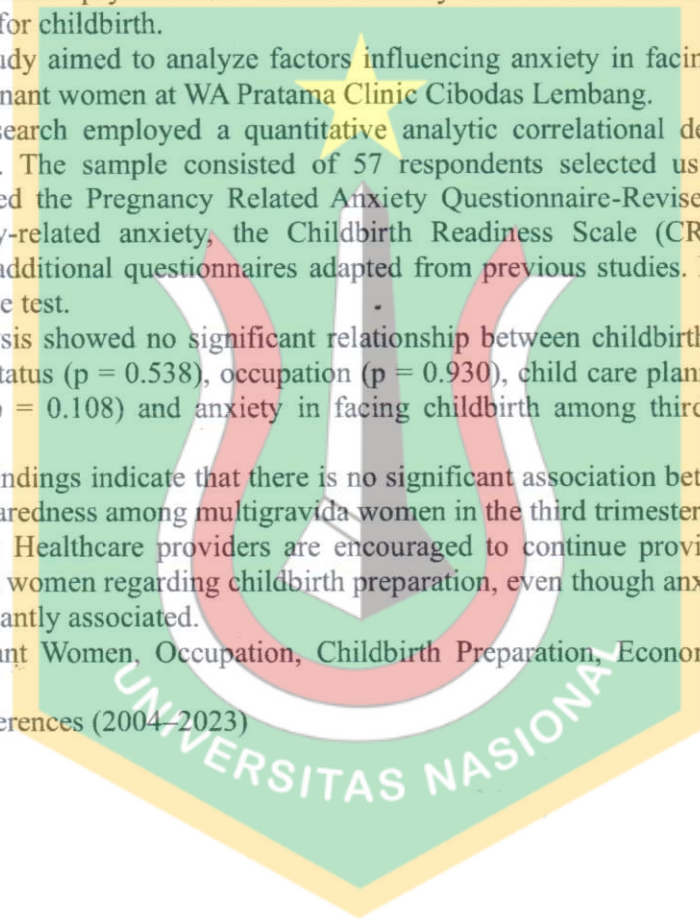 for childbirth.
udy aimed to analyze factors influencing anxiety in facin
nant women at WA Pratama Clinic Cibodas Lembang.
search employed a quantitative analytic correlational de
. The sample consisted of 57 respondents selected us
ed the Pregnancy Related Anxiety Questionnaire-Revise
y-related anxiety, the Childbirth Readiness Scale (CR
additional questionnaires adapted from previous studies.
e test.
sis showed no significant relationship between childbirth
tatus (p = 0.538), occupation (p = 0.930), child care plan
= 0.108) and anxiety in facing childbirth among third
ndings indicate that there is no significant association bet
aredness among multigravida women in the third trimester
Healthcare providers are encouraged to continue provi
women regarding childbirth preparation, even though anx
antly associated.
ant Women, Occupation, Childbirth Preparation, Econor
erences (2004–2023)
UNIVERSITAS NASIONAL